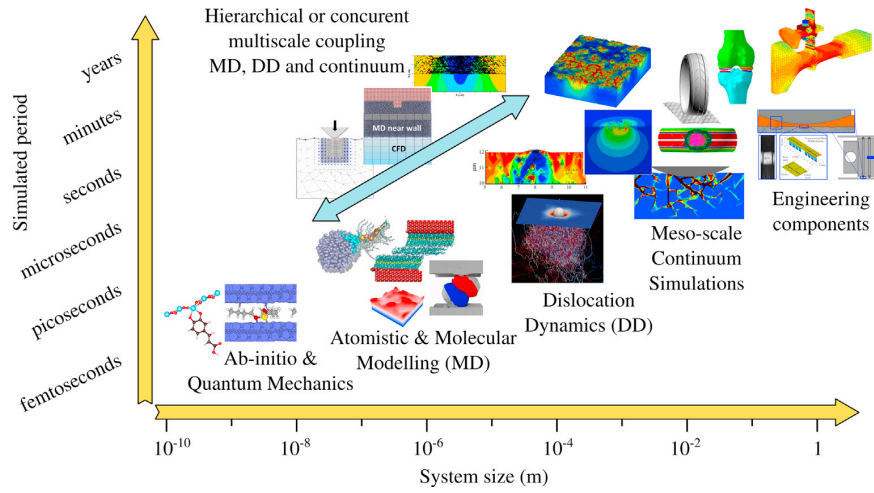 Hierarchical or concurent
multiscale coupling
MD, DD and continuum
Simulated period
years
minutes
seconds
microseconds
picoseconds
femtoseconds
MD near wall
CFD
Ab-initio &
Quantum Mechanics
Atomistic & Molecular
Modelling (MD)
Dislocation
Dynamics (DD)
Meso-scale
Continuum
Simulations
Engineering
components
10-10
10-8
10-6
10-4
10-2
1
System size (m)